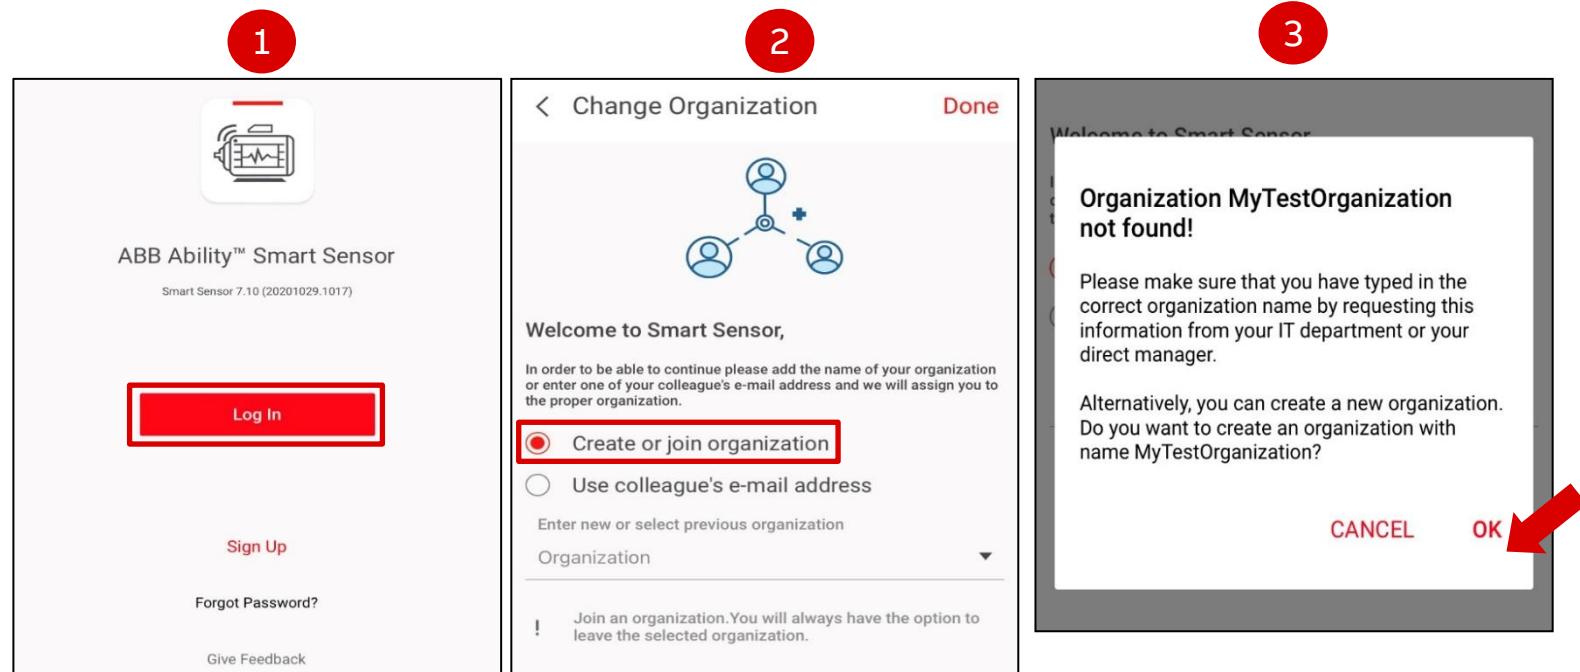 1
ABB Ability™ Smart Sensor
Smart Sensor 7.10 (20201029.1017)
Log In
Sign Up
Forgot Password?
Give Feedback
2
Change Organization
Done
Welcome to Smart Sensor,
In order to be able to continue please add the name of your organization
or enter one of your colleague's e-mail address and we will assign you to
the proper organization.
Create or join organization
Use colleague's e-mail address
Enter new or select previous organization
Organization
! Join an organization.You will always have the option to
leave the selected organization.
3
Welcome to Smart Sensor
Organization MyTestOrganization
not found!
Please make sure that you have typed in the
correct organization name by requesting this
information from your IT department or your
direct manager.
Alternatively, you can create a new organization.
Do you want to create an organization with
name MyTestOrganization?
CANCEL
OK